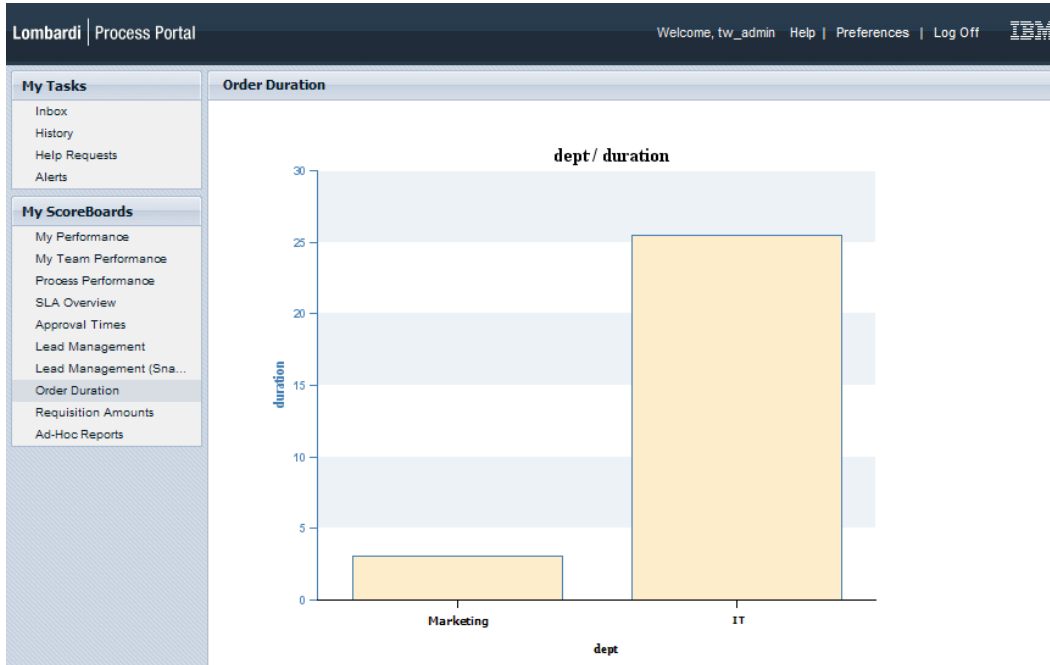 Lombardi | Process Portal
Welcome, tw_admin Help | Preferences | Log Off
IBM
My Tasks
Inbox
History
Help Requests
Alerts
My ScoreBoards
My Performance
My Team Performance
Process Performance
SLA Overview
Approval Times
Lead Management
Lead Management (Sna...
Order Duration
Requisition Amounts
Ad-Hoc Reports
Order Duration
dept / duration
30
25
20
15
10
5
0
duration
Marketing
IT
dept